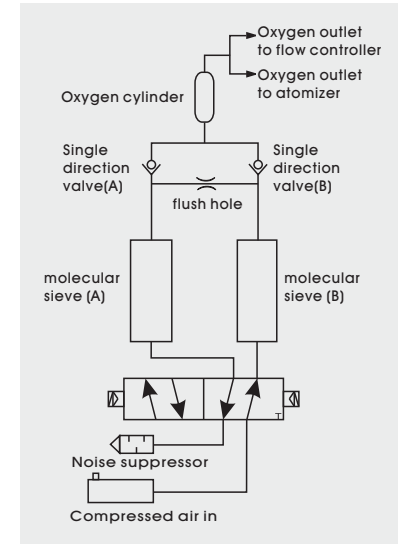 Oxygen outlet
to flow controller
Oxygen outlet
to atomizer
Oxygen cylinder
Single
direction
valve(A)
Single
direction
valve(B)
flush hole
molecular
sieve (A)
molecular
sieve (B)
Noise suppressor
Compressed air in